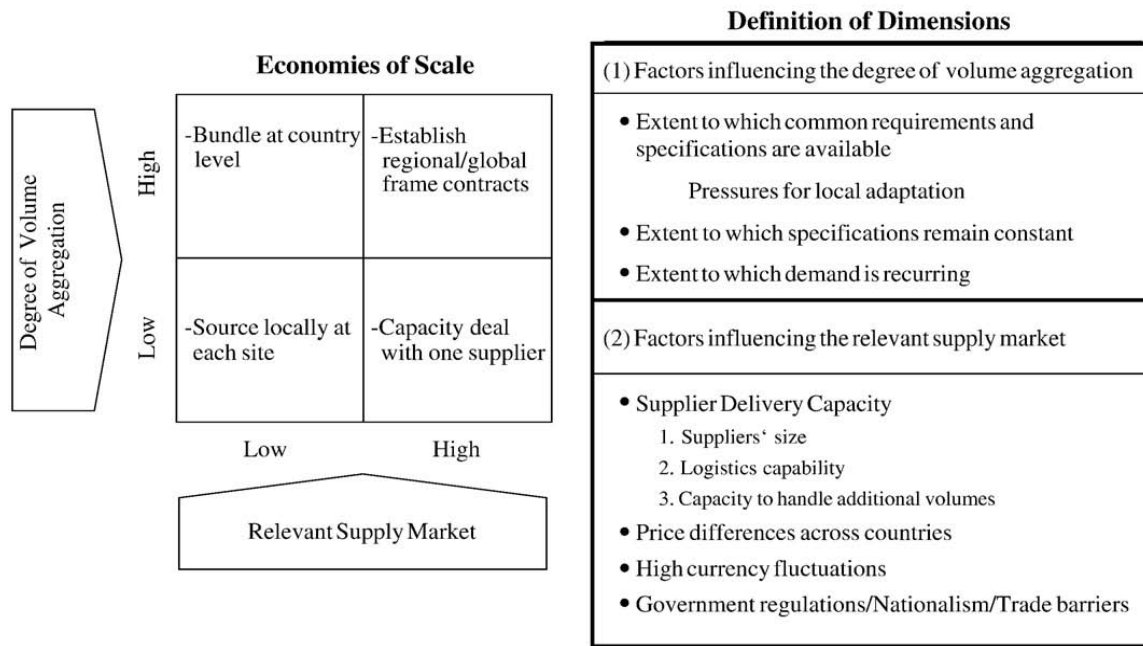 Economies of Scale
Degree of Volume
Aggregation
High
Low
-Bundle at country
level
-Establish
regional/global
frame contracts
-Source locally at
each site
-Capacity deal
with one supplier
Low
High
Relevant Supply Market
Definition of Dimensions
(1) Factors influencing the degree of volume aggregation
• Extent to which common requirements and
specifications are available
Pressures for local adaptation
• Extent to which specifications remain constant
• Extent to which demand is recurring
(2) Factors influencing the relevant supply market
• Supplier Delivery Capacity
1. Suppliers‘ size
2. Logistics capability
3. Capacity to handle additional volumes
• Price differences across countries
• High currency fluctuations
• Government regulations/Nationalism/Trade barriers